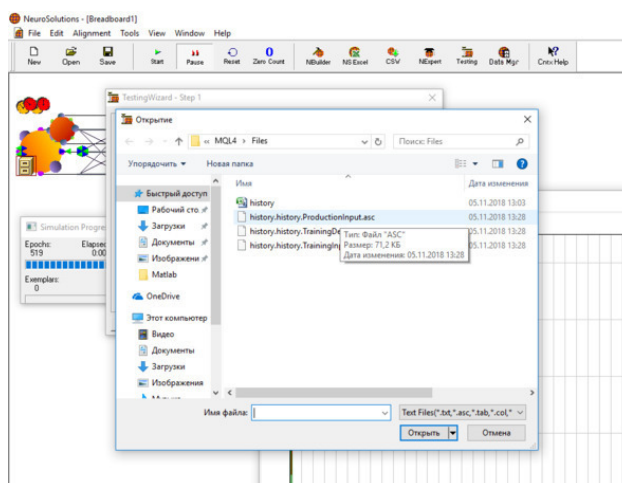 NeuroSolutions - [Breadboard1]
File Edit Alignment Tools View Window Help
New Open Save Start Pause Reset Zero Count NBuilder NS Excel CSW NExpert Testing Data Mgr Cntx Help
TestingWizard - Step 1
Открытие
« MQL4 › Files
Поиск: Files
Упорядочить Новая папка
Имя Дата изменения
Быстрый доступ
Рабочий сто
Загрузки
Документы
Изображени
Matlab
OneDrive
Этот компьютер
Видео
Документы
Загрузки
Изображения
history 05.11.2018 13:03
history.history.ProductionInput.asc 05.11.2018 13:28
history.history.TrainingDe 05.11.2018 13:28
history.history.TrainingInp 05.11.2018 13:28
Тип: Файл "ASC"
Размер: 71,2 КБ
Дата изменения: 05.11.2018 13:28
Simulation Progre
Epochs: Elapse
519 0:00
Exemplars:
0
Имя файла:
Text Files(*.txt,*.asc,*.tab,*.col,*
Открыть Отмена